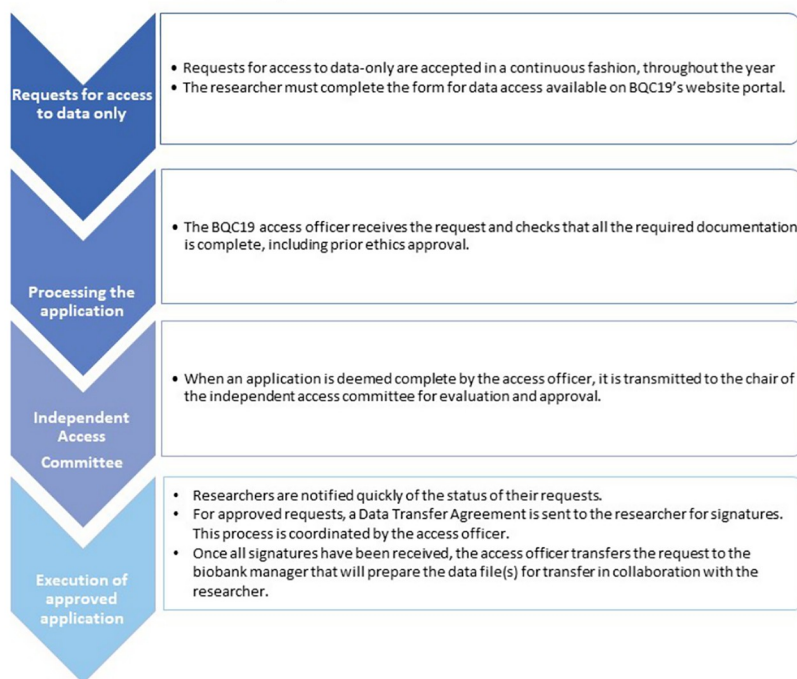 Requests for access
to data only
• Requests for access to data-only are accepted in a continuous fashion, throughout the year
• The researcher must complete the form for data access available on BQC19's website portal.
Processing the
application
• The BQC19 access officer receives the request and checks that all the required documentation
is complete, including prior ethics approval.
Independent
Access
Committee
• When an application is deemed complete by the access officer, it is transmitted to the chair of
the independent access committee for evaluation and approval.
Execution of
approved
application
• Researchers are notified quickly of the status of their requests.
• For approved requests, a Data Transfer Agreement is sent to the researcher for signatures.
This process is coordinated by the access officer.
• Once all signatures have been received, the access officer transfers the request to the
biobank manager that will prepare the data file(s) for transfer in collaboration with the
researcher.